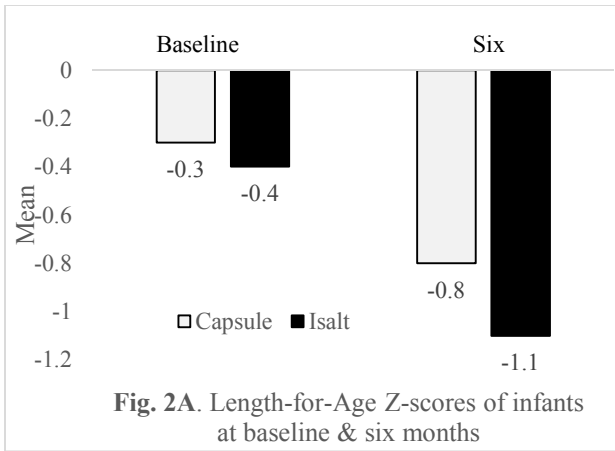 Baseline Six
0
-0.2
-0.4
-0.6
-0.8
-1
-1.2
Mean
-0.3
-0.4
-0.8
-1.1
Capsule Isalt
Fig. 2A. Length-for-Age Z-scores of infants
at baseline & six months